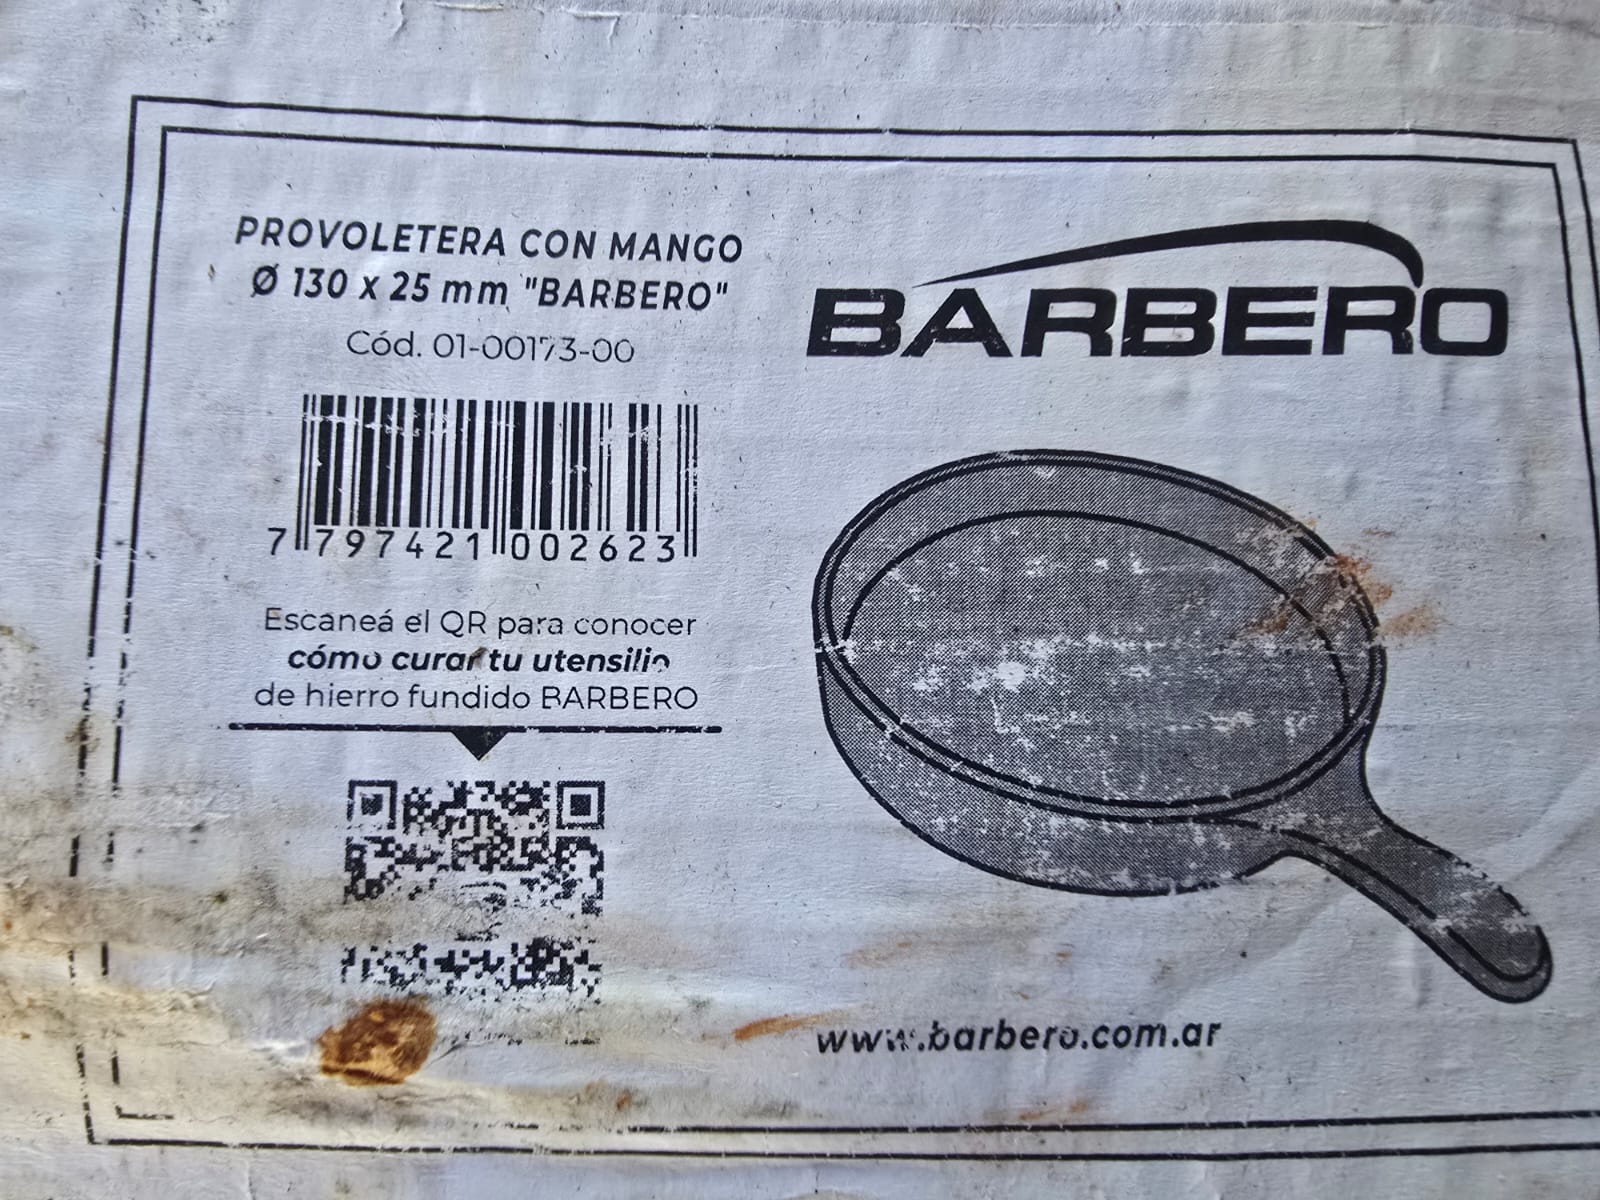 PROVOLETERA CON MANGO
Ø 130 x 25 mm "BARBERO"
Cód. 01-00173-00
7 797421 002623
Escaneá el QR para conocer
cómo curar tu utensilio
de hierro fundido BARBERO
BARBERO
www.barbero.com.ar